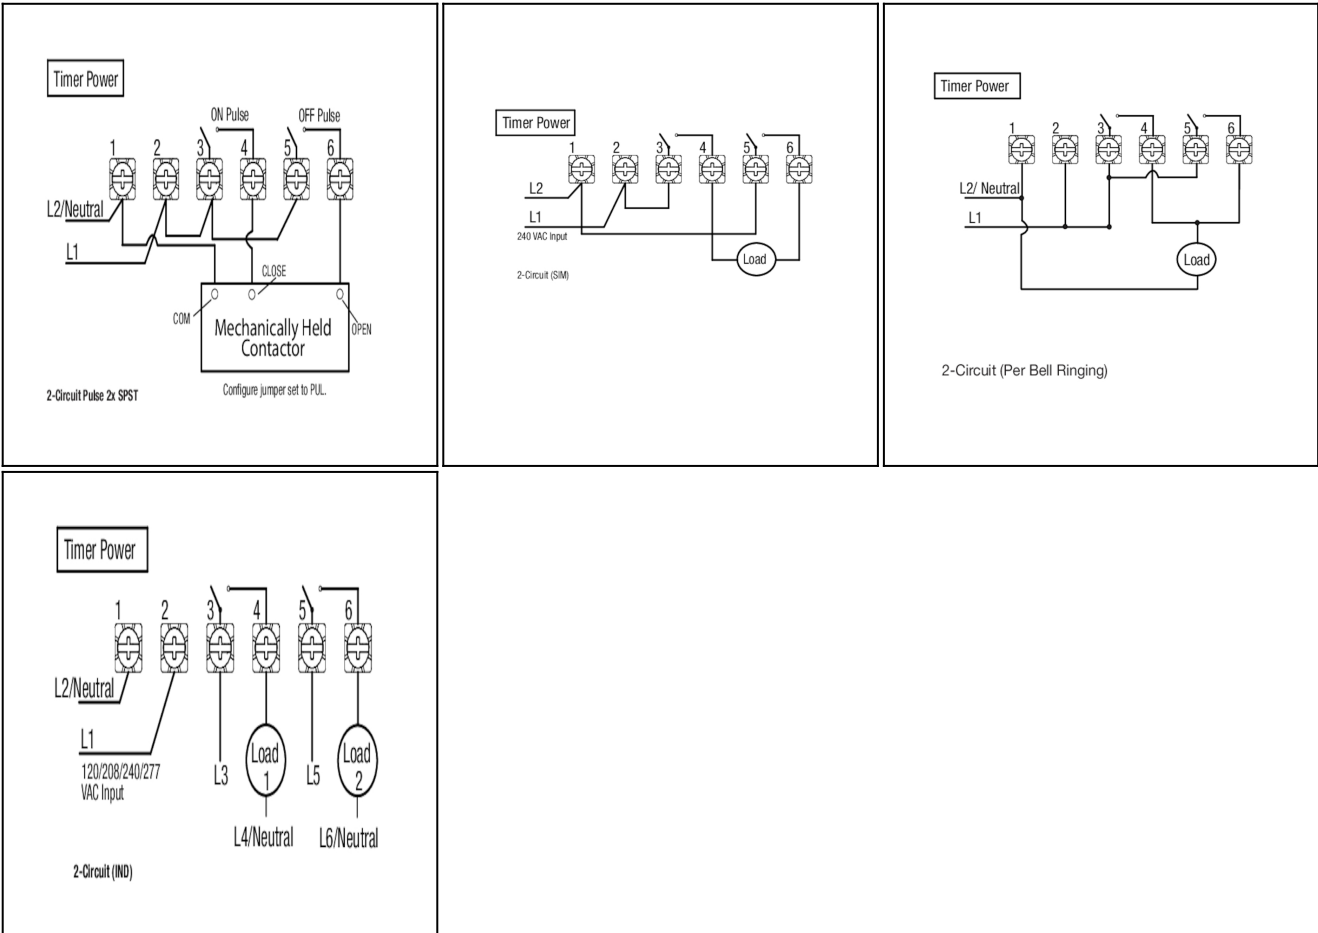 Timer Power
ON Pulse OFF Pulse
1 2 3 4 5 6
L2/Neutral
L1
CLOSE
COM
OPEN
Mechanically Held
Contactor
2-Circuit Pulse 2x SPST
Configure jumper set to PUL.
Timer Power
1 2 3 4 5 6
L2
L1
240 VAC Input
Load
2-Circuit (SIM)
Timer Power
1 2 3 4 5 6
L2/ Neutral
L1
Load
2-Circuit (Per Bell Ringing)
Timer Power
1 2 3 4 5 6
L2/Neutral
L1
120/208/240/277
VAC Input
L3
Load
1
L5
Load
2
L4/Neutral
L6/Neutral
2-Circuit (IND)